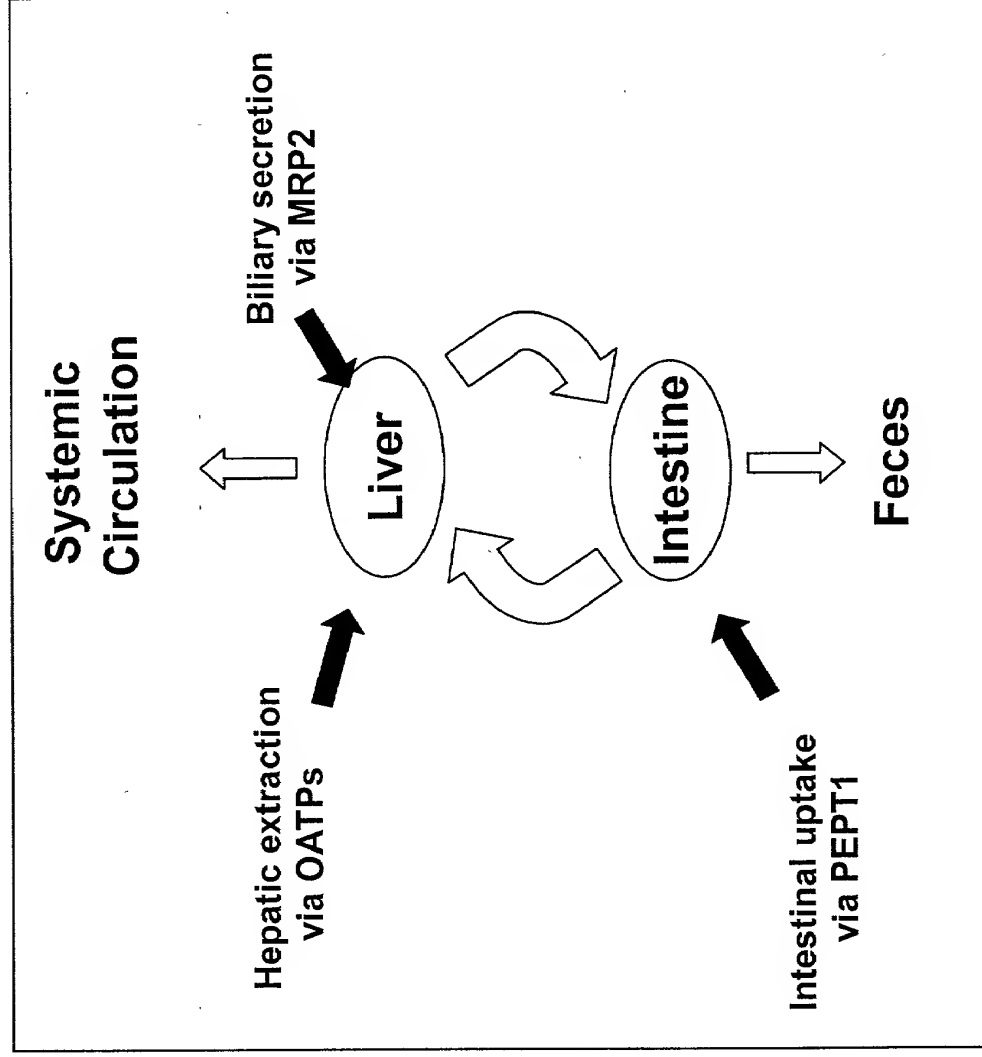 Systemic
Circulation
Hepatic extraction
via OATPs
Biliary secretion
via MRP2
Liver
Intestine
Intestinal uptake
via PEPT1
Feces